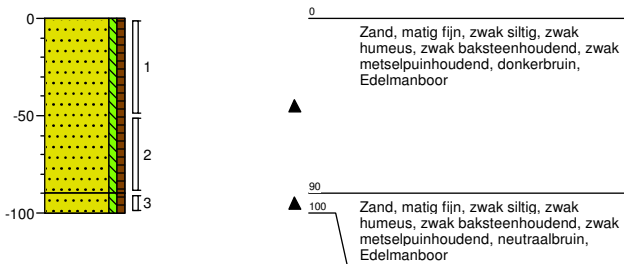 0
1
-50
2
3
-100
0
Zand, matig fijn, zwak siltig, zwak
humeus, zwak baksteenhoudend, zwak
metselpuinhoudend, donkerbruin,
Edelmanboor
90
100
Zand, matig fijn, zwak siltig, zwak
humeus, zwak baksteenhoudend, zwak
metselpuinhoudend, neutraalbruin,
Edelmanboor